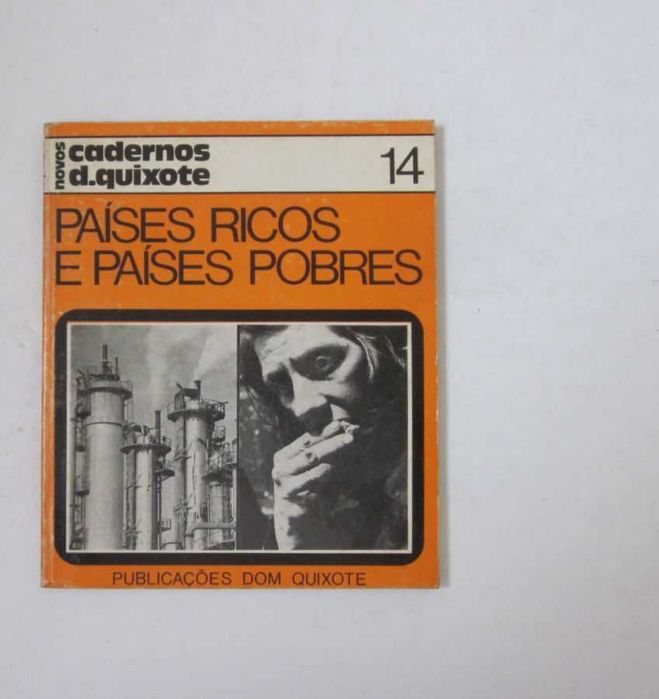 novos
cadernos
d.quixote
14
PAÍSES RICOS
E PAÍSES POBRES
PUBLICAÇÕES DOM QUIXOTE